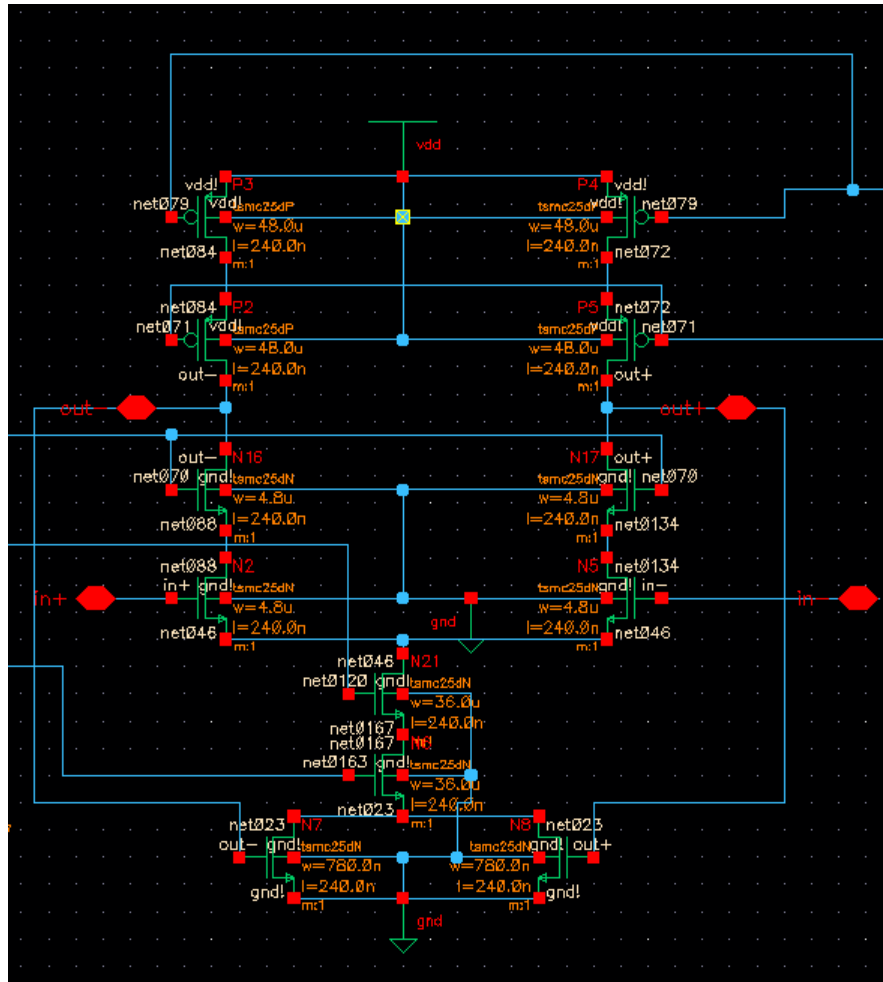 vdd
vdd! P3 P4 vdd!
net079 vdd! tsmc25dP tsmc25dP vdd! net079
w=48.0u w=48.0u
net084 l=240.0n l=240.0n net072
m:1 m:1
net084 P2 P5 net072
net071 vdd! tsmc25dP tsmc25dP vdd! net071
w=48.0u w=48.0u
out- l=240.0n l=240.0n out+
m:1 m:1
out- out+
out- N16 N17 out+
net070 gnd! tsmc25dN tsmc25dN gnd! net070
w=4.8u w=4.8u
net088 l=240.0n l=240.0n net0134
m:1 m:1
net088 N2 N5 net0134
in+ gnd! tsmc25dN tsmc25dN gnd! in-
in+ w=4.8u w=4.8u in-
net046 l=240.0n gnd l=240.0n net046
m:1 m:1
net046 N21
net0120 gnd! tsmc25dN
w=36.0u
net0167 l=240.0n
net0167
net0163 gnd! tsmc25dN
w=36.0u
net023 l=240.0n
m:1
net023 N7 N8 net023
out- gnd! tsmc25dN tsmc25dN gnd! out+
w=780.0n w=780.0n
gnd! l=240.0n l=240.0n gnd!
m:1 m:1
gnd